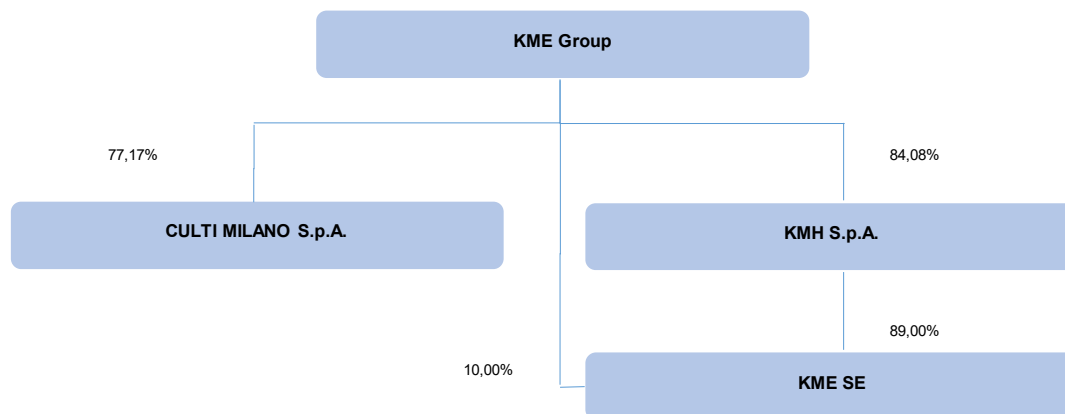 KME Group
77,17%
84,08%
CULTI MILANO S.p.A.
KMH S.p.A.
89,00%
10,00%
KME SE